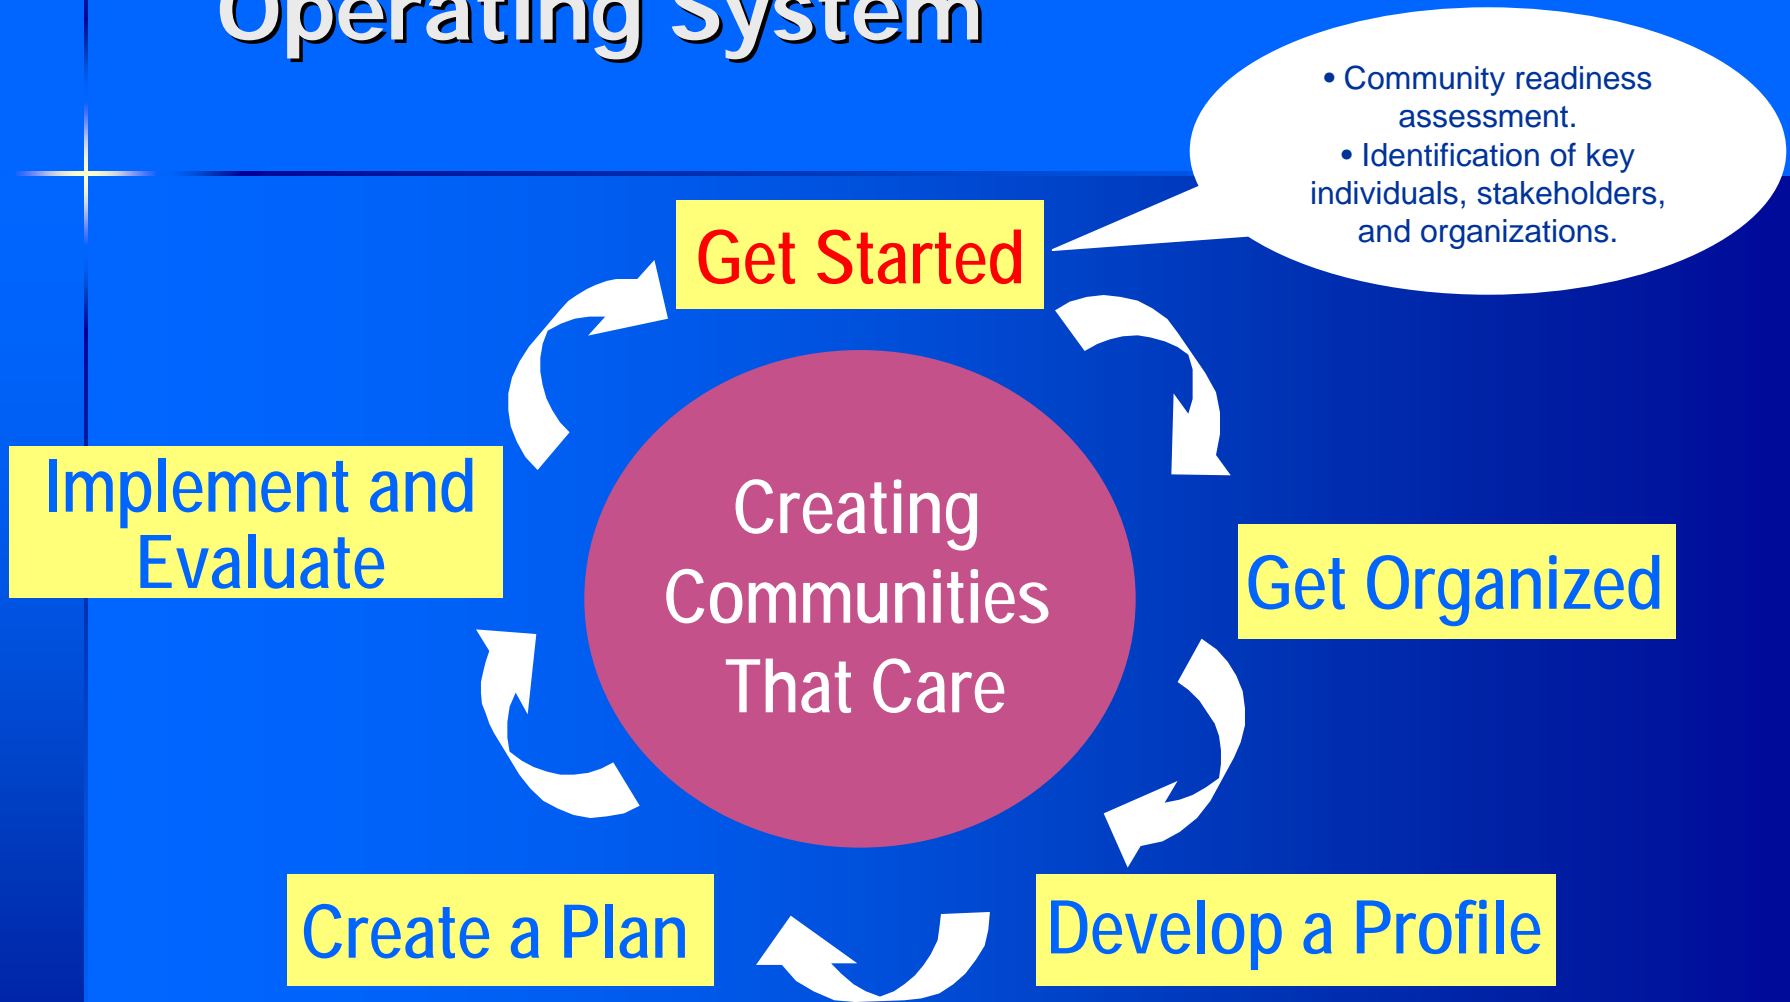 Operating System
• Community readiness
assessment.
• Identification of key
individuals, stakeholders,
and organizations.
Get Started
Implement and
Evaluate
Creating
Communities
That Care
Get Organized
Create a Plan
Develop a Profile